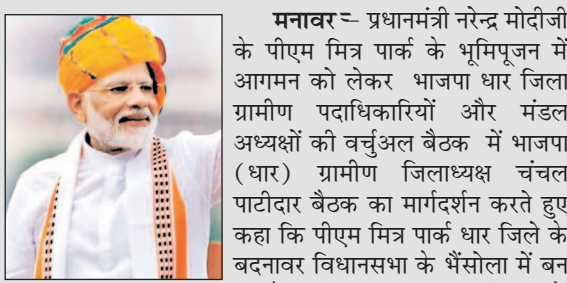 मनावर – प्रधानमंत्री नरेन्द्र मोदीजी
के पीएम मित्र पार्क के भूमिपूजन में
आगमन को लेकर भाजपा धार जिला
ग्रामीण पदाधिकारियों और मंडल
अध्यक्षों की वर्चुअल बैठक में भाजपा
(धार) ग्रामीण जिलाध्यक्ष चंचल
पाटीदार बैठक का मार्गदर्शन करते हुए
कहा कि पीएम मित्र पार्क धार जिले के
बदनावर विधानसभा के भैंसोला में बन